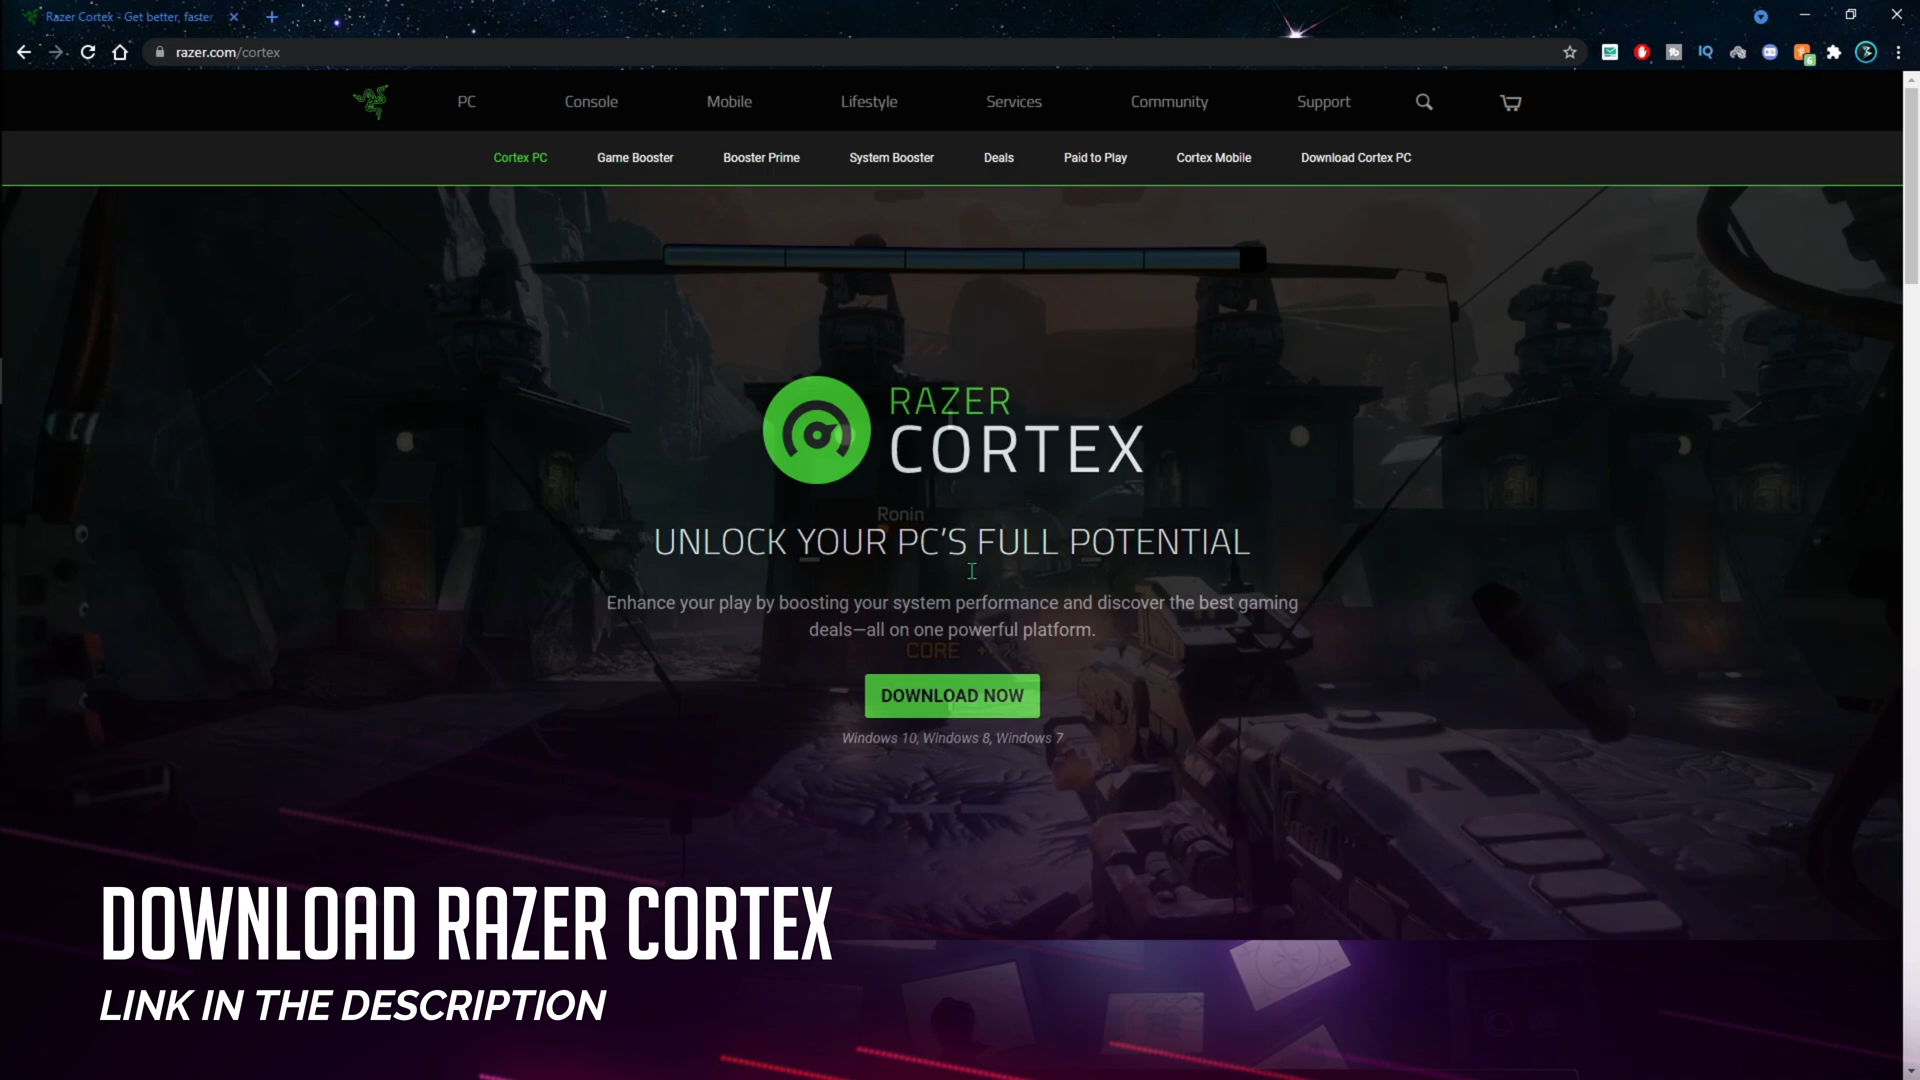 Razer Cortex - Get better, faster
razer.com/cortex
IQ
6
PC Console Mobile Lifestyle Services Community Support
Cortex PC Game Booster Booster Prime System Booster Deals Paid to Play Cortex Mobile Download Cortex PC
RAZER
CORTEX
Ronin
UNLOCK YOUR PC'S FULL POTENTIAL
Enhance your play by boosting your system performance and discover the best gaming
deals—all on one powerful platform.
CORE
DOWNLOAD NOW
Windows 10, Windows 8, Windows 7
DOWNLOAD RAZER CORTEX
LINK IN THE DESCRIPTION